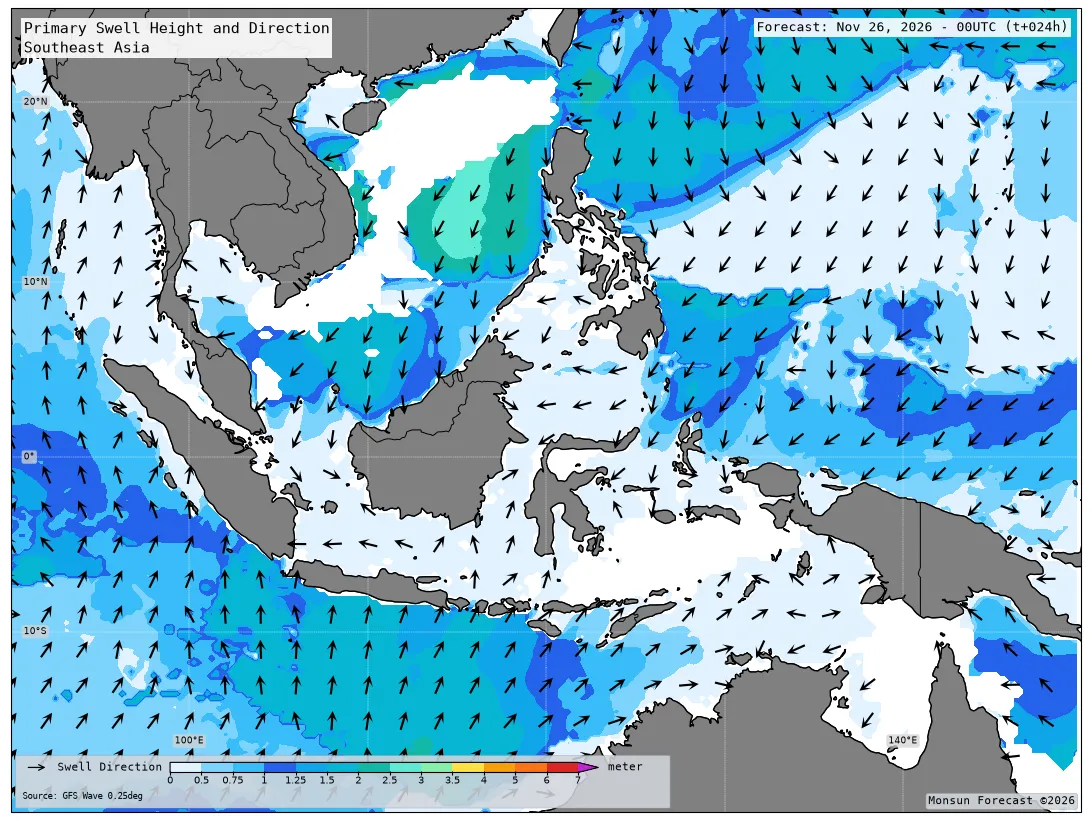 Primary Swell Height and Direction
Southeast Asia
Forecast: Nov 26, 2026 - 00UTC (t+024h)
20°N
10°N
0°
10°S
100°E
140°E
Swell Direction
0 0.5 0.75 1 1.25 1.5 2 2.5 3 3.5 4 5 6 7
meter
Source: GFS Wave 0.25deg
Monsun Forecast ©2026